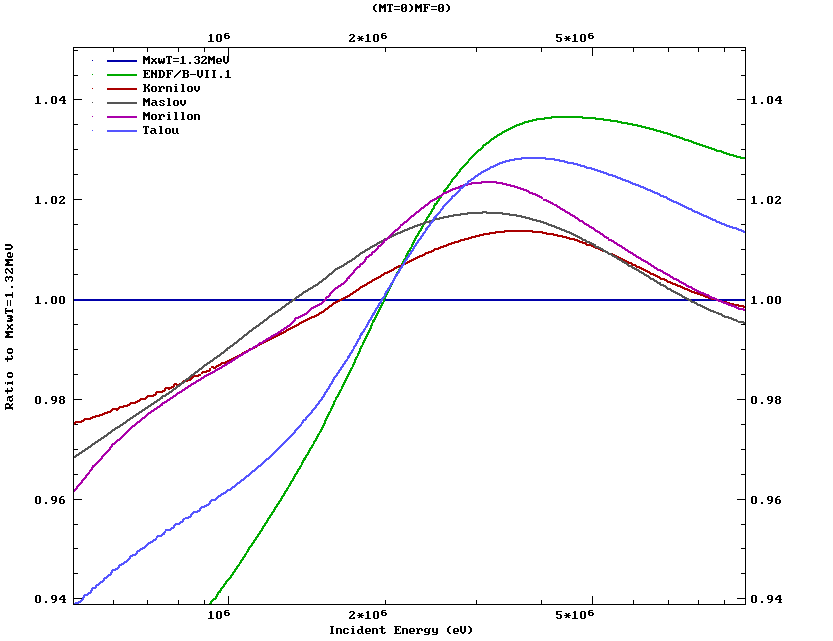 (MT=0)MF=0)
10⁶ 2*10⁶ 5*10⁶
MxwT=1.32MeV
ENDF/B-VII.1
Kornilov
Maslov
Morillon
Talou
1.04 1.04
1.02 1.02
1.00 1.00
0.98 0.98
0.96 0.96
0.94 0.94
Ratio to MxwT=1.32MeV
10⁶ 2*10⁶ 5*10⁶
Incident Energy (eV)